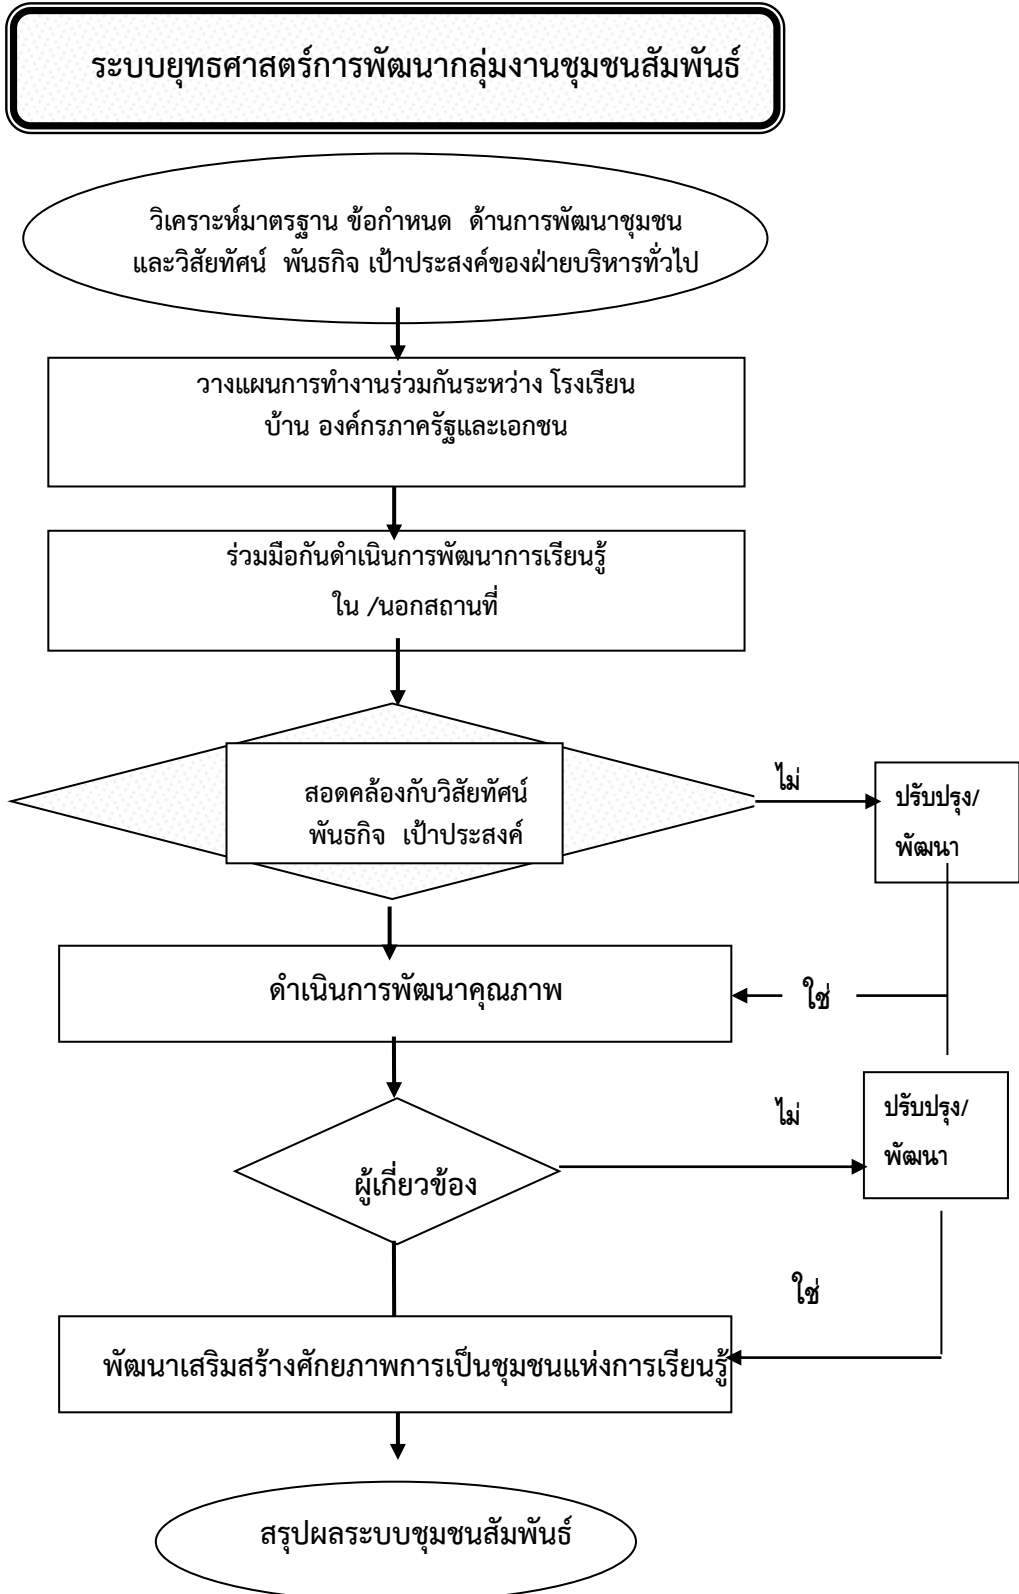 ระบบยุทธศาสตร์การพัฒนากลุ่มงานชุมชนสัมพันธ์
วิเคราะห์มาตรฐาน ข้อกำหนด ด้านการพัฒนาชุมชน
และวิสัยทัศน์ พันธกิจ เป้าประสงค์ของฝ่ายบริหารทั่วไป
วางแผนการทำงานร่วมกันระหว่าง โรงเรียน
บ้าน องค์กรภาครัฐและเอกชน
ร่วมมือกันดำเนินการพัฒนาการเรียนรู้
ใน /นอกสถานที่
สอดคล้องกับวิสัยทัศน์
พันธกิจ เป้าประสงค์
ไม่
ปรับปรุง/
พัฒนา
ดำเนินการพัฒนาคุณภาพ
ใช่
ผู้เกี่ยวข้อง
ไม่
ปรับปรุง/
พัฒนา
ใช่
พัฒนาเสริมสร้างศักยภาพการเป็นชุมชนแห่งการเรียนรู้
สรุปผลระบบชุมชนสัมพันธ์